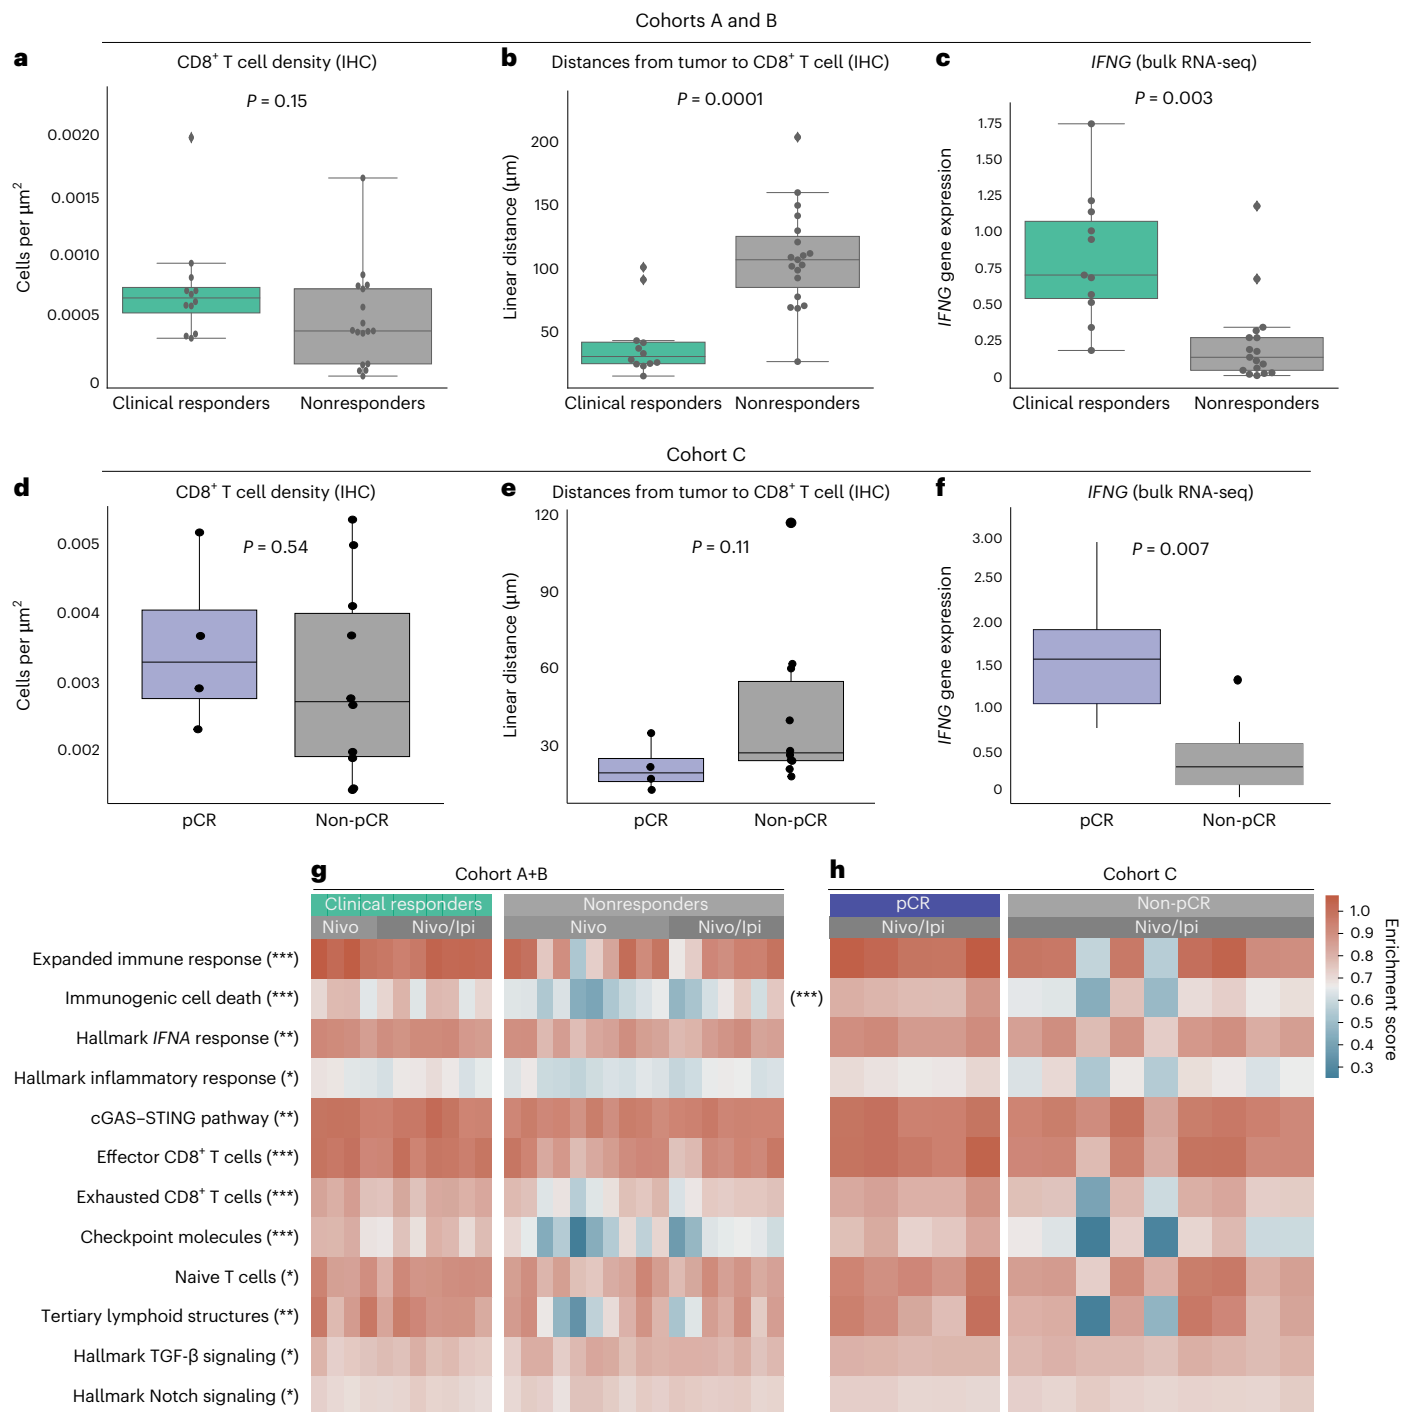 Cohorts A and B
a
CD8⁺ T cell density (IHC)
P = 0.15
Cells per μm²
0.0020
0.0015
0.0010
0.0005
0
Clinical responders
Nonresponders
b
Distances from tumor to CD8⁺ T cell (IHC)
P = 0.0001
Linear distance (μm)
200
150
100
50
Clinical responders
Nonresponders
c
IFNG (bulk RNA-seq)
P = 0.003
IFNG gene expression
1.75
1.50
1.25
1.00
0.75
0.50
0.25
0
Clinical responders
Nonresponders
Cohort C
d
CD8⁺ T cell density (IHC)
P = 0.54
Cells per μm²
0.005
0.004
0.003
0.002
pCR
Non-pCR
e
Distances from tumor to CD8⁺ T cell (IHC)
P = 0.11
Linear distance (μm)
120
90
60
30
pCR
Non-pCR
f
IFNG (bulk RNA-seq)
P = 0.007
IFNG gene expression
3.00
2.50
2.00
1.50
1.00
0.50
0
pCR
Non-pCR
g
Cohort A+B
Clinical responders
Nonresponders
Nivo
Nivo/Ipi
Nivo
Nivo/Ipi
Expanded immune response (***)
Immunogenic cell death (***)
Hallmark IFNA response (**)
Hallmark inflammatory response (*)
cGAS–STING pathway (**)
Effector CD8⁺ T cells (***)
Exhausted CD8⁺ T cells (***)
Checkpoint molecules (***)
Naive T cells (*)
Tertiary lymphoid structures (**)
Hallmark TGF-β signaling (*)
Hallmark Notch signaling (*)
h
Cohort C
pCR
Non-pCR
Nivo/Ipi
Nivo/Ipi
(***)
1.0
0.9
0.8
0.7
0.6
0.5
0.4
0.3
Enrichment score